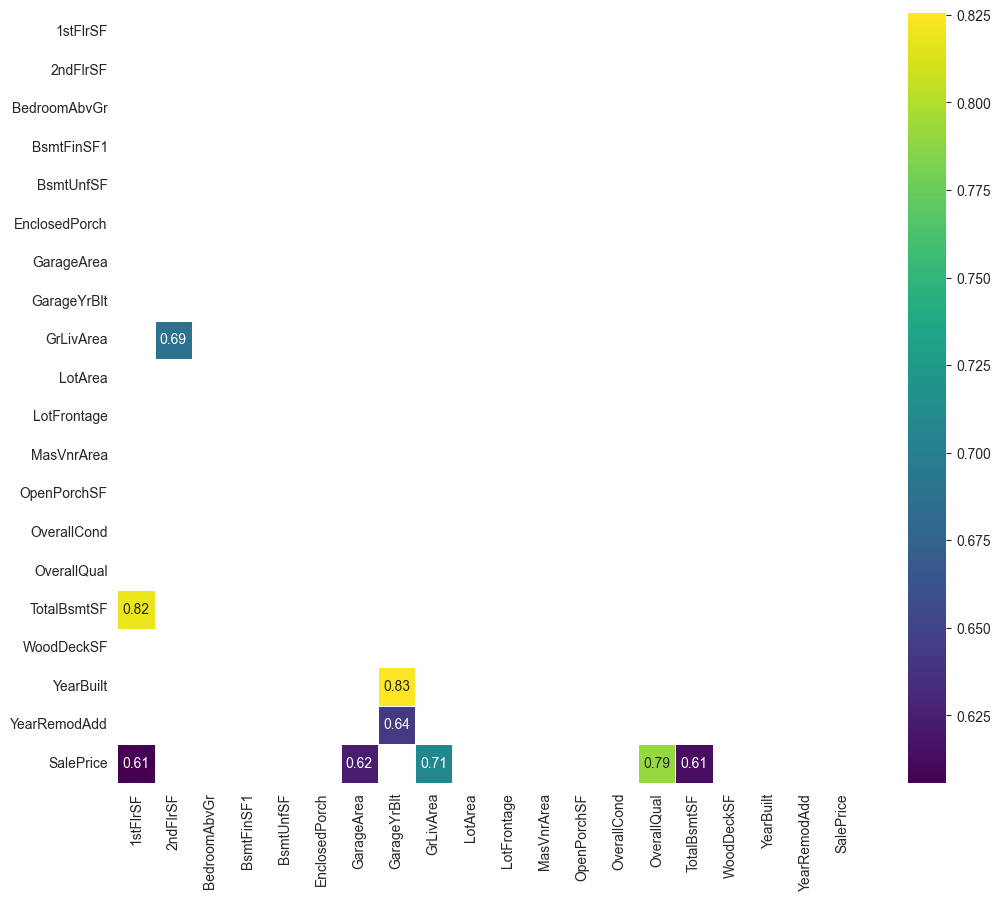 1stFlrSF
2ndFlrSF
BedroomAbvGr
BsmtFinSF1
BsmtUnfSF
EnclosedPorch
GarageArea
GarageYrBlt
GrLivArea
0.69
LotArea
LotFrontage
MasVnrArea
OpenPorchSF
OverallCond
OverallQual
TotalBsmtSF
0.82
WoodDeckSF
YearBuilt
0.83
YearRemodAdd
0.64
SalePrice
0.61 0.62 0.71 0.79 0.61
1stFlrSF
2ndFlrSF
BedroomAbvGr
BsmtFinSF1
BsmtUnfSF
EnclosedPorch
GarageArea
GarageYrBlt
GrLivArea
LotArea
LotFrontage
MasVnrArea
OpenPorchSF
OverallCond
OverallQual
TotalBsmtSF
WoodDeckSF
YearBuilt
YearRemodAdd
SalePrice
0.825
0.800
0.775
0.750
0.725
0.700
0.675
0.650
0.625